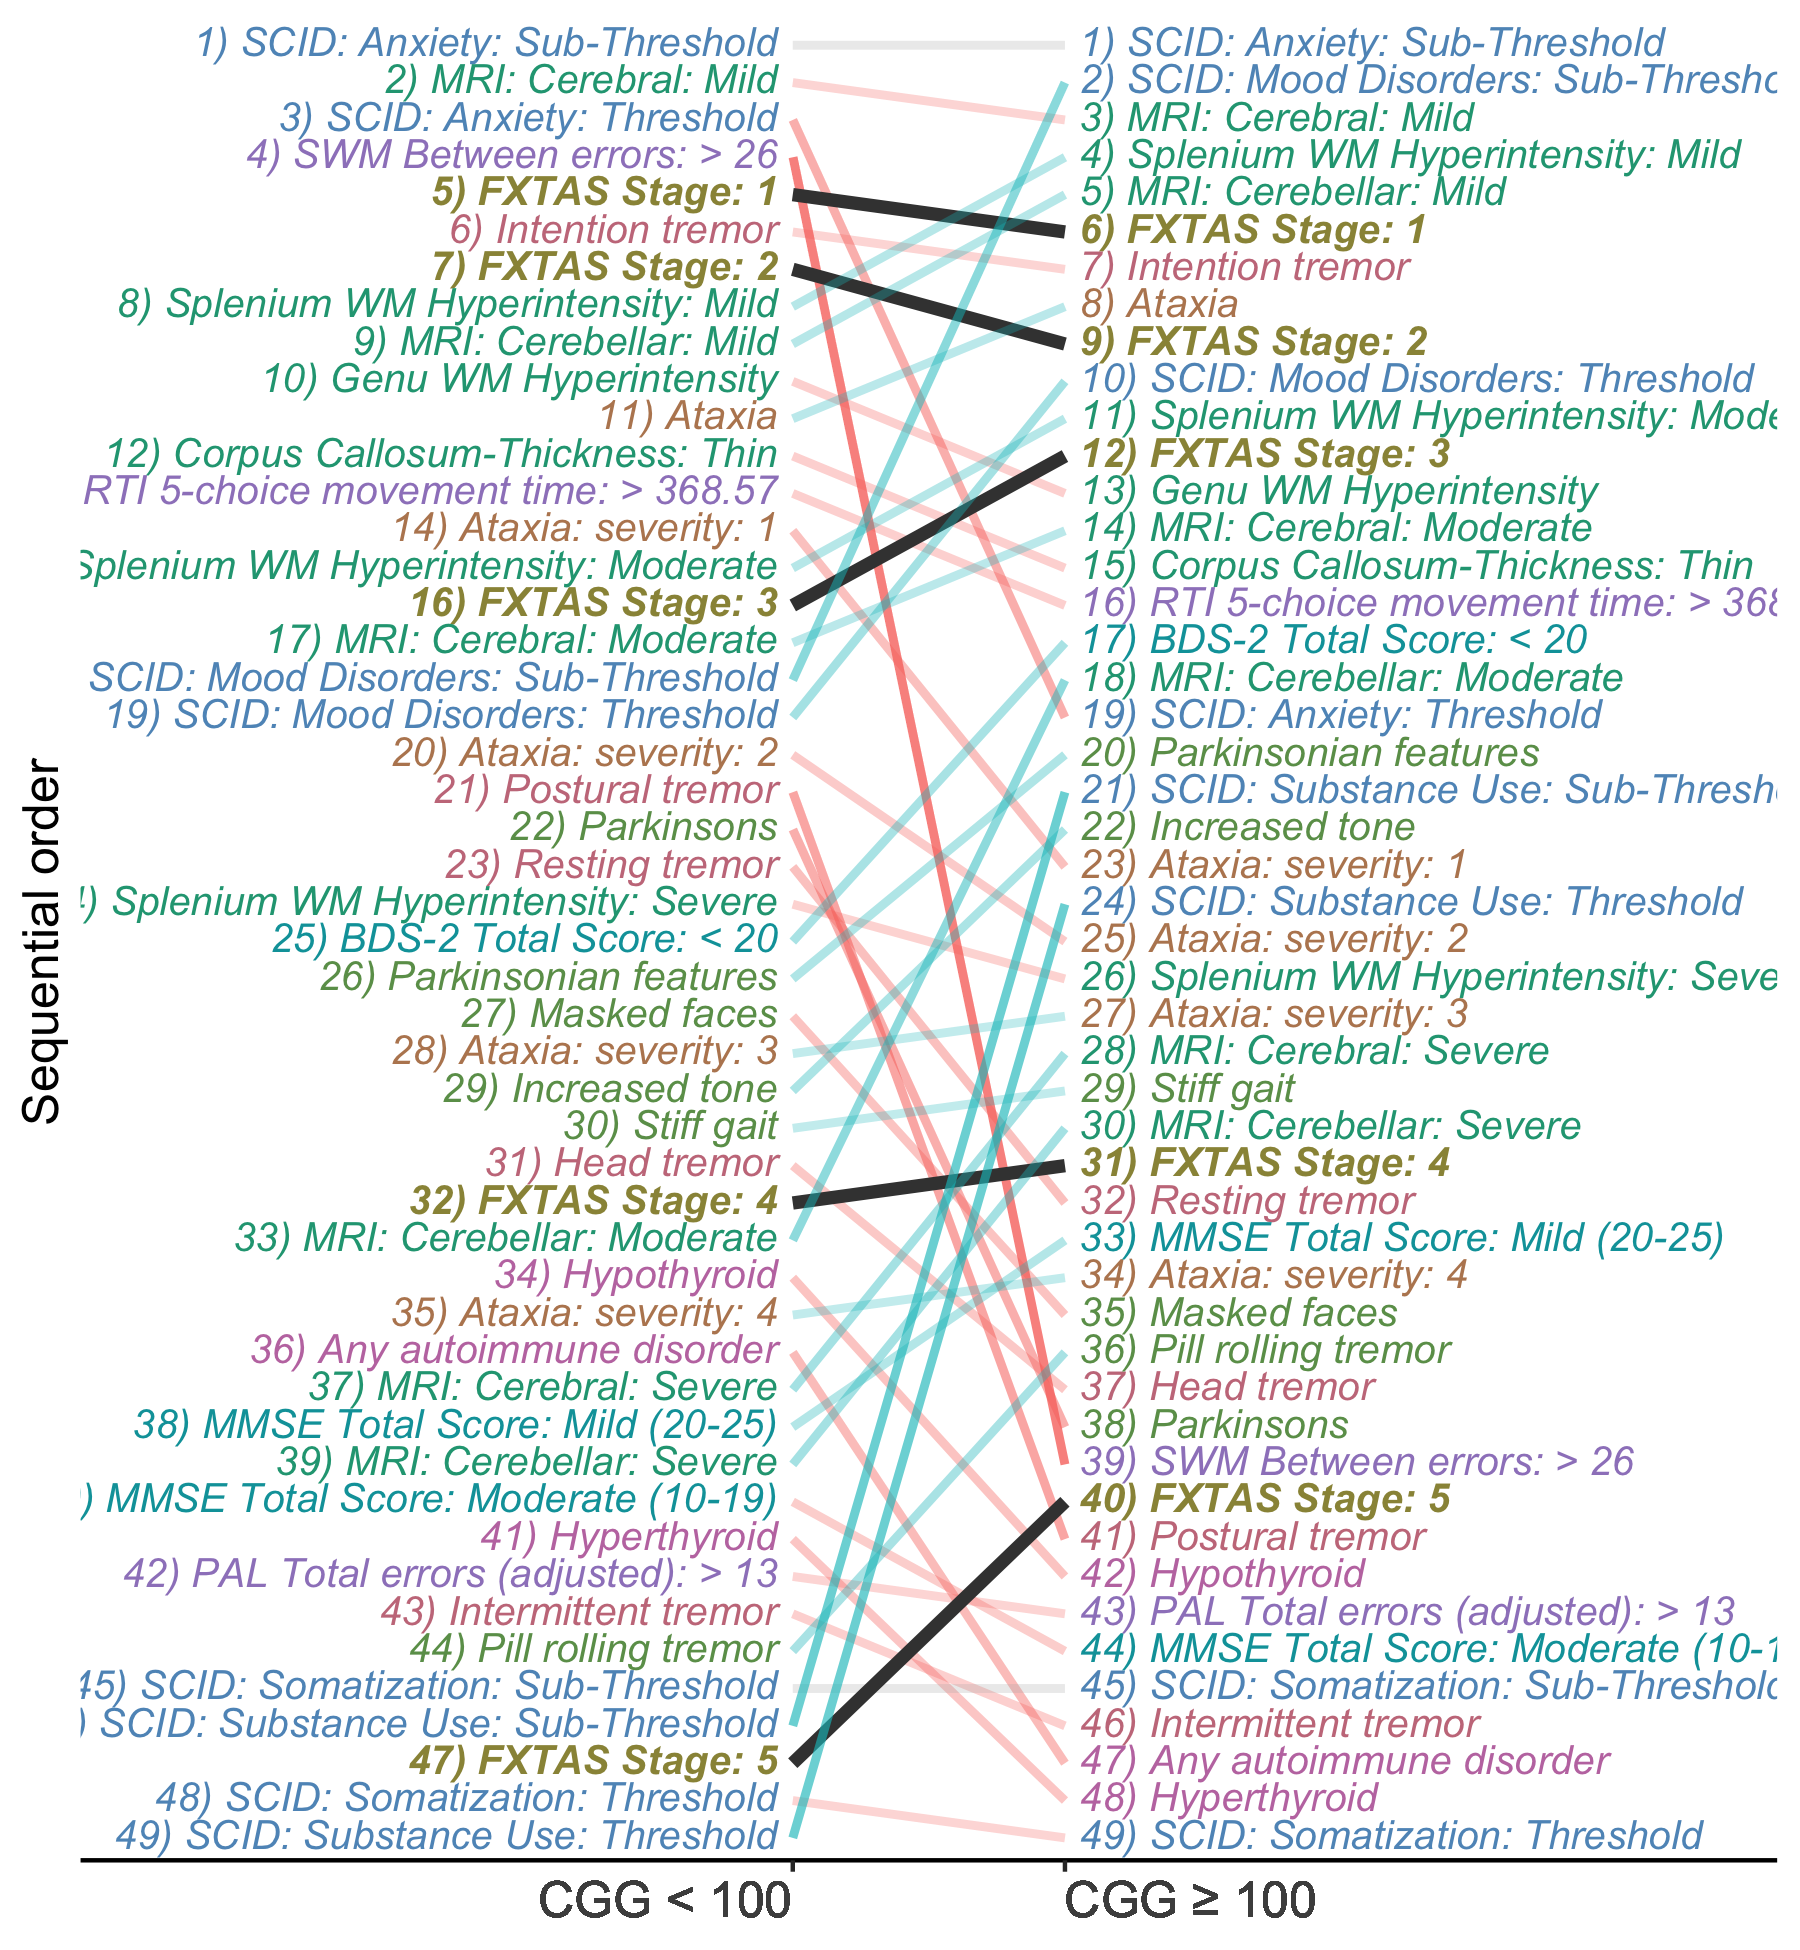 Sequential order
1) SCID: Anxiety: Sub-Threshold
2) MRI: Cerebral: Mild
3) SCID: Anxiety: Threshold
4) SWM Between errors: > 26
5) FXTAS Stage: 1
6) Intention tremor
7) FXTAS Stage: 2
8) Splenium WM Hyperintensity: Mild
9) MRI: Cerebellar: Mild
10) Genu WM Hyperintensity
11) Ataxia
12) Corpus Callosum-Thickness: Thin
RTI 5-choice movement time: > 368.57
14) Ataxia: severity: 1
Splenium WM Hyperintensity: Moderate
16) FXTAS Stage: 3
17) MRI: Cerebral: Moderate
SCID: Mood Disorders: Sub-Threshold
19) SCID: Mood Disorders: Threshold
20) Ataxia: severity: 2
21) Postural tremor
22) Parkinsons
23) Resting tremor
) Splenium WM Hyperintensity: Severe
25) BDS-2 Total Score: < 20
26) Parkinsonian features
27) Masked faces
28) Ataxia: severity: 3
29) Increased tone
30) Stiff gait
31) Head tremor
32) FXTAS Stage: 4
33) MRI: Cerebellar: Moderate
34) Hypothyroid
35) Ataxia: severity: 4
36) Any autoimmune disorder
37) MRI: Cerebral: Severe
38) MMSE Total Score: Mild (20-25)
39) MRI: Cerebellar: Severe
) MMSE Total Score: Moderate (10-19)
41) Hyperthyroid
42) PAL Total errors (adjusted): > 13
43) Intermittent tremor
44) Pill rolling tremor
45) SCID: Somatization: Sub-Threshold
) SCID: Substance Use: Sub-Threshold
47) FXTAS Stage: 5
48) SCID: Somatization: Threshold
49) SCID: Substance Use: Threshold
1) SCID: Anxiety: Sub-Threshold
2) SCID: Mood Disorders: Sub-Thresho
3) MRI: Cerebral: Mild
4) Splenium WM Hyperintensity: Mild
5) MRI: Cerebellar: Mild
6) FXTAS Stage: 1
7) Intention tremor
8) Ataxia
9) FXTAS Stage: 2
10) SCID: Mood Disorders: Threshold
11) Splenium WM Hyperintensity: Mode
12) FXTAS Stage: 3
13) Genu WM Hyperintensity
14) MRI: Cerebral: Moderate
15) Corpus Callosum-Thickness: Thin
16) RTI 5-choice movement time: > 368
17) BDS-2 Total Score: < 20
18) MRI: Cerebellar: Moderate
19) SCID: Anxiety: Threshold
20) Parkinsonian features
21) SCID: Substance Use: Sub-Thresh
22) Increased tone
23) Ataxia: severity: 1
24) SCID: Substance Use: Threshold
25) Ataxia: severity: 2
26) Splenium WM Hyperintensity: Seve
27) Ataxia: severity: 3
28) MRI: Cerebral: Severe
29) Stiff gait
30) MRI: Cerebellar: Severe
31) FXTAS Stage: 4
32) Resting tremor
33) MMSE Total Score: Mild (20-25)
34) Ataxia: severity: 4
35) Masked faces
36) Pill rolling tremor
37) Head tremor
38) Parkinsons
39) SWM Between errors: > 26
40) FXTAS Stage: 5
41) Postural tremor
42) Hypothyroid
43) PAL Total errors (adjusted): > 13
44) MMSE Total Score: Moderate (10-1
45) SCID: Somatization: Sub-Threshold
46) Intermittent tremor
47) Any autoimmune disorder
48) Hyperthyroid
49) SCID: Somatization: Threshold
CGG < 100
CGG ≥ 100